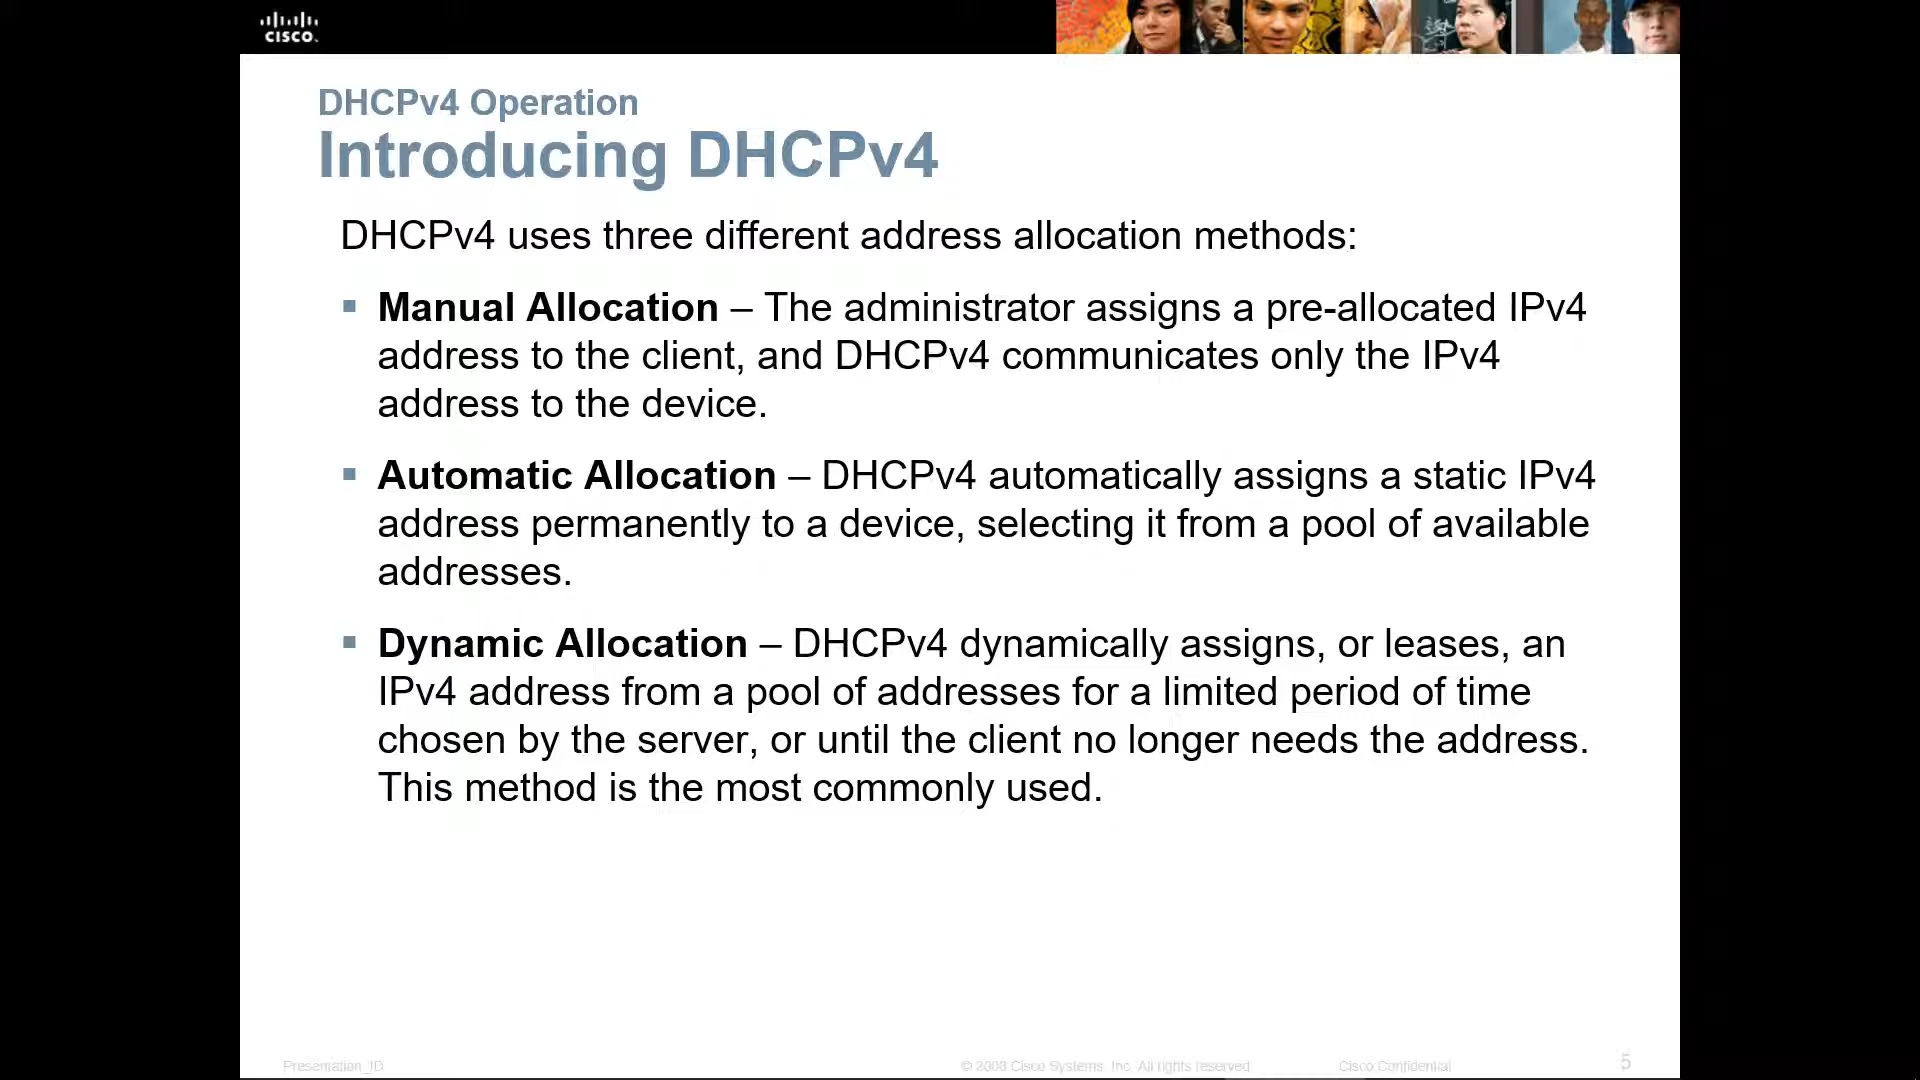 CISCO.
DHCPv4 Operation
Introducing DHCPv4
DHCPv4 uses three different address allocation methods:
▪ Manual Allocation – The administrator assigns a pre-allocated IPv4
address to the client, and DHCPv4 communicates only the IPv4
address to the device.
▪ Automatic Allocation – DHCPv4 automatically assigns a static IPv4
address permanently to a device, selecting it from a pool of available
addresses.
▪ Dynamic Allocation – DHCPv4 dynamically assigns, or leases, an
IPv4 address from a pool of addresses for a limited period of time
chosen by the server, or until the client no longer needs the address.
This method is the most commonly used.
Presentation_ID © 2008 Cisco Systems, Inc. All rights reserved Cisco Confidential 5